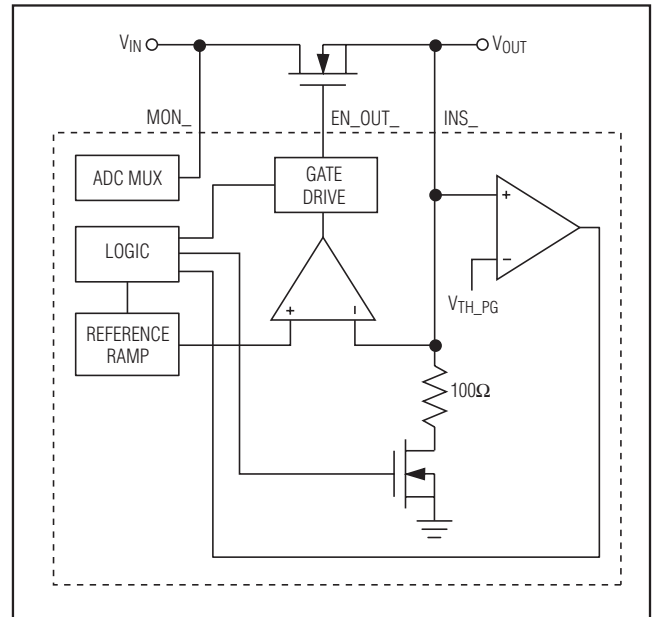 VIN
VOUT
MON_
EN_OUT_
INS_
ADC MUX
GATE
DRIVE
LOGIC
REFERENCE
RAMP
+
−
+
−
VTH_PG
100Ω